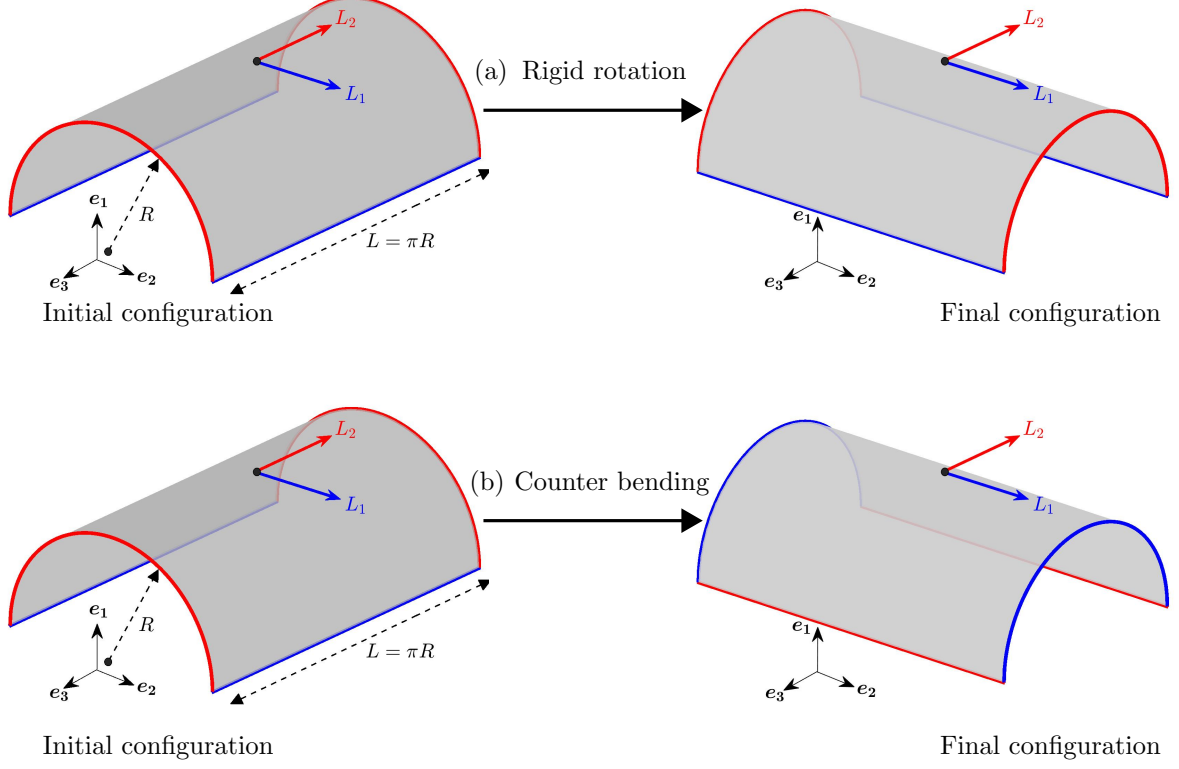 L₂
L₁
(a) Rigid rotation
L₂
L₁
R
e₁
e₂
e₃
L = πR
e₁
e₂
e₃
Initial configuration
Final configuration
L₂
L₁
(b) Counter bending
L₂
L₁
R
e₁
e₂
e₃
L = πR
e₁
e₂
e₃
Initial configuration
Final configuration